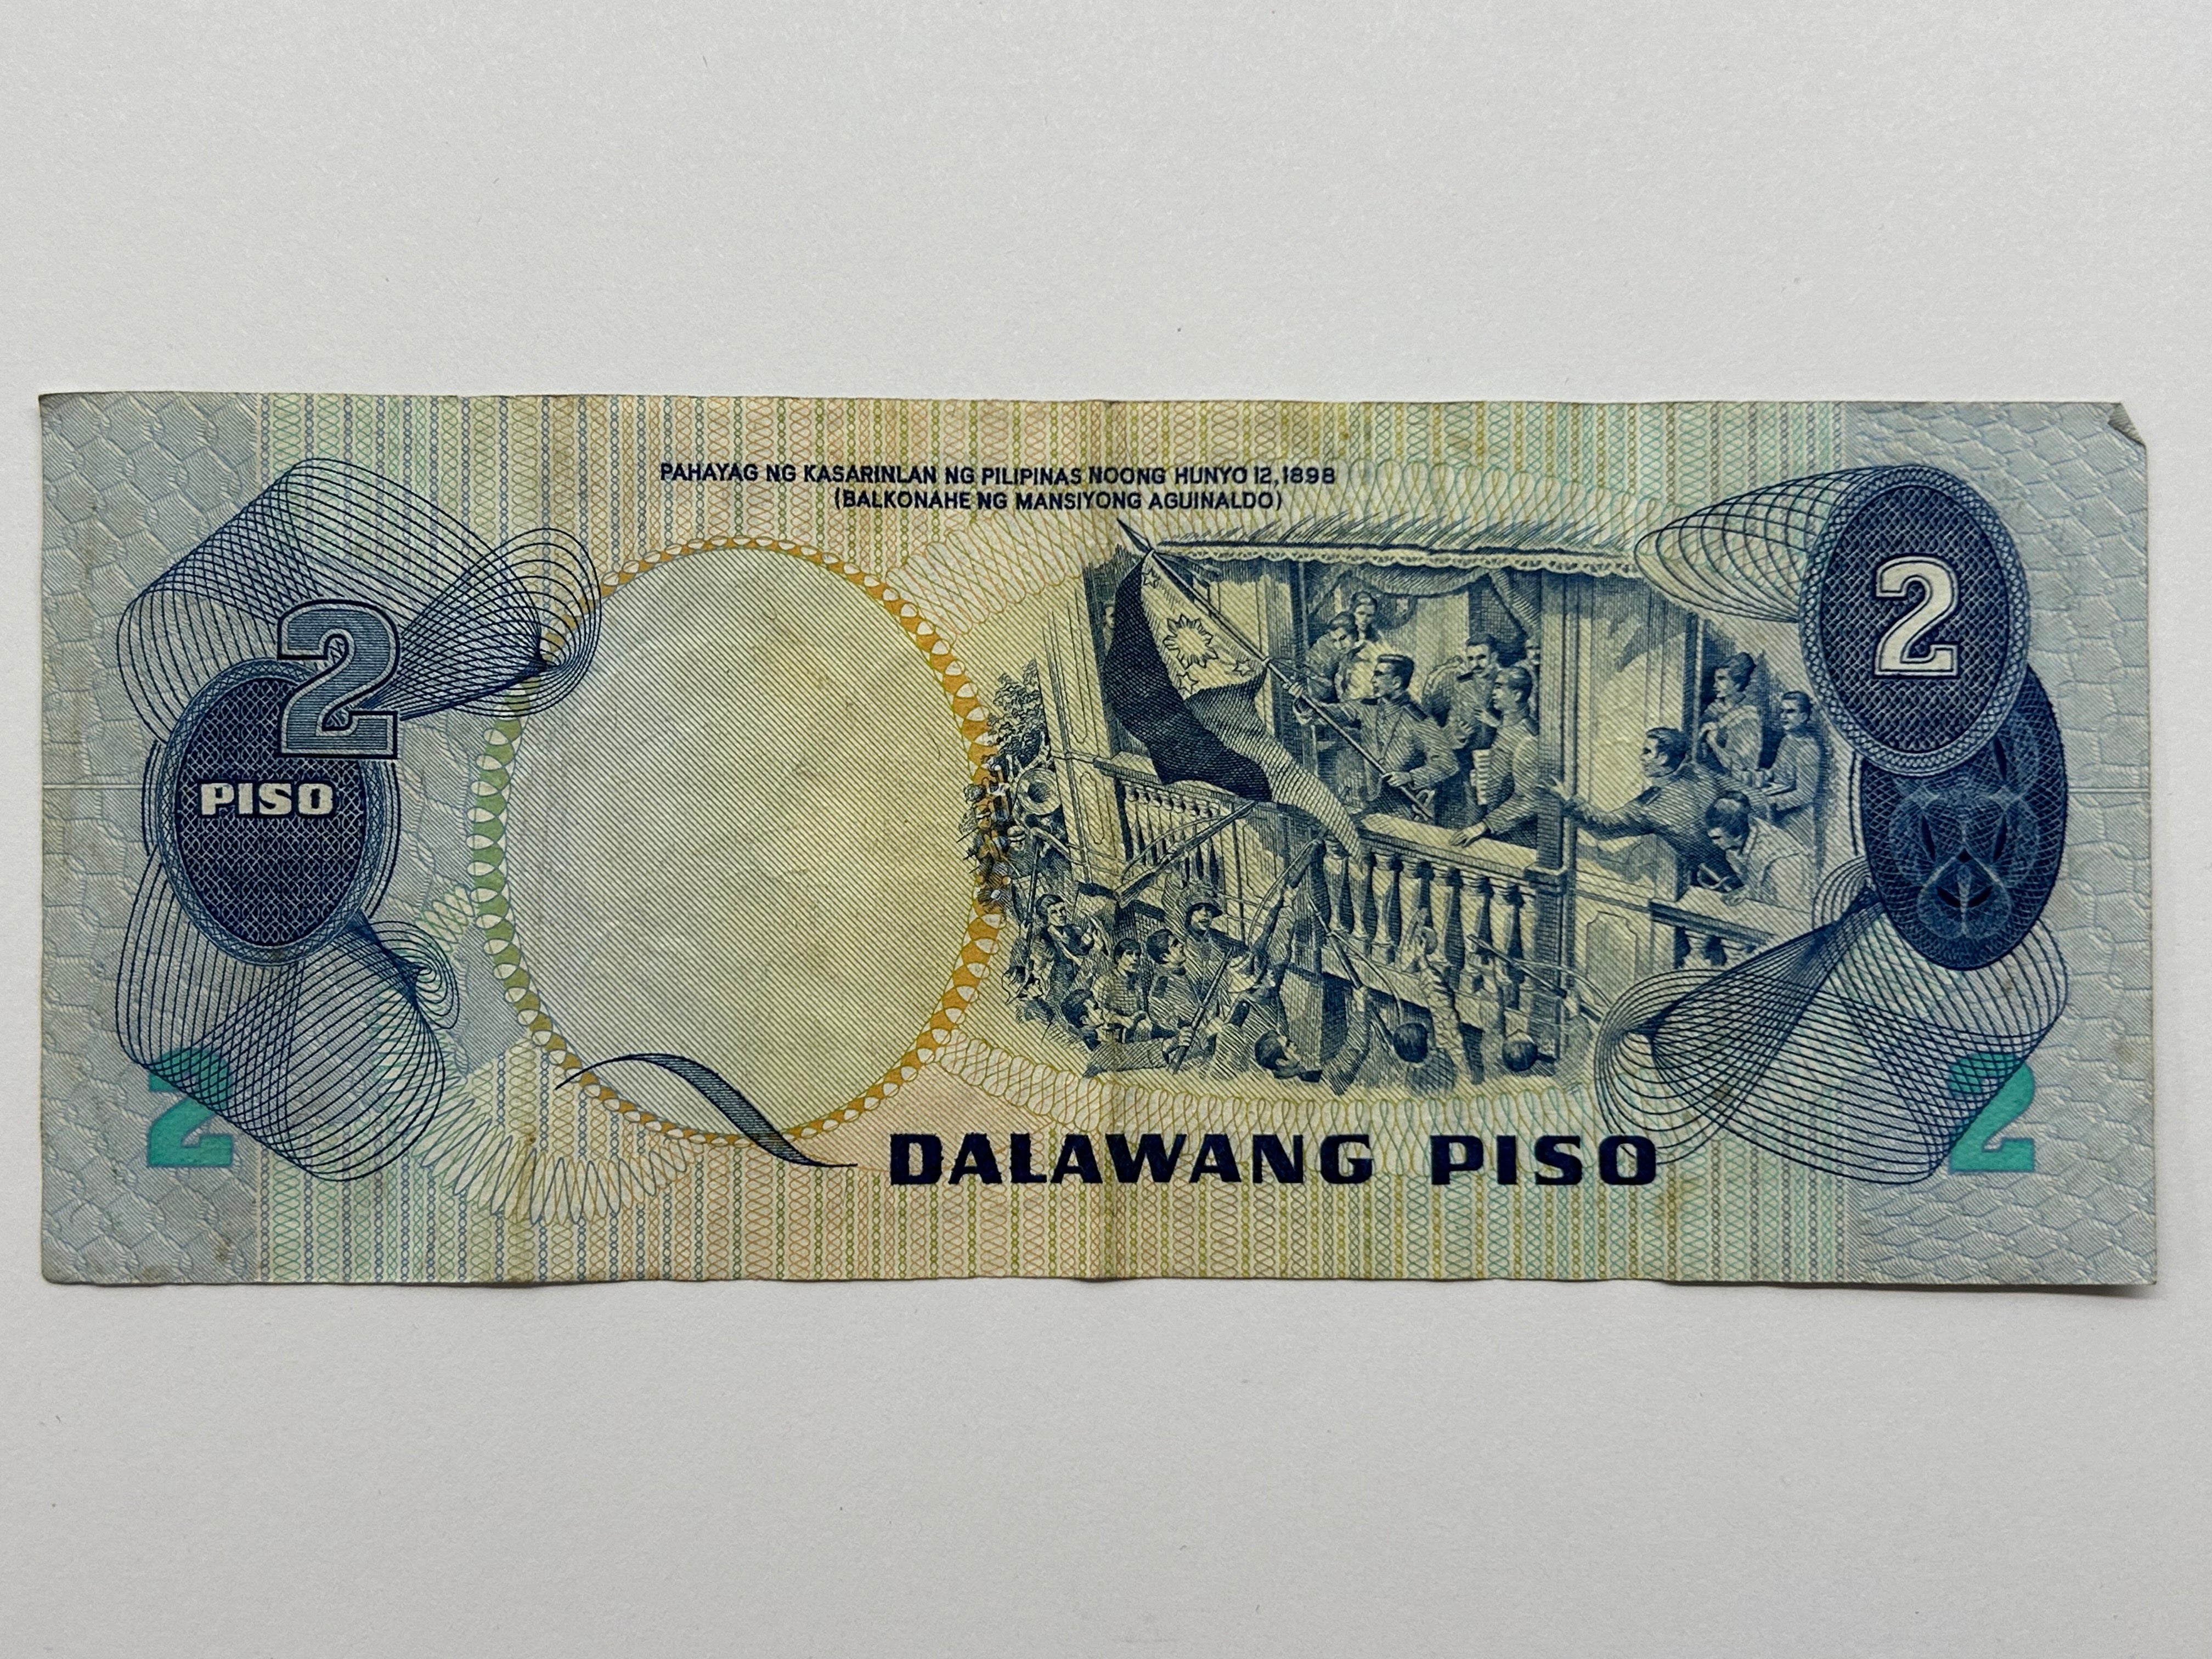 PAHAYAG NG KASARINLAN NG PILIPINAS NOONG HUNYO 12, 1898
(BALKONAHE NG MANSIYONG AGUINALDO)
2
2
PISO
2
2
DALAWANG PISO